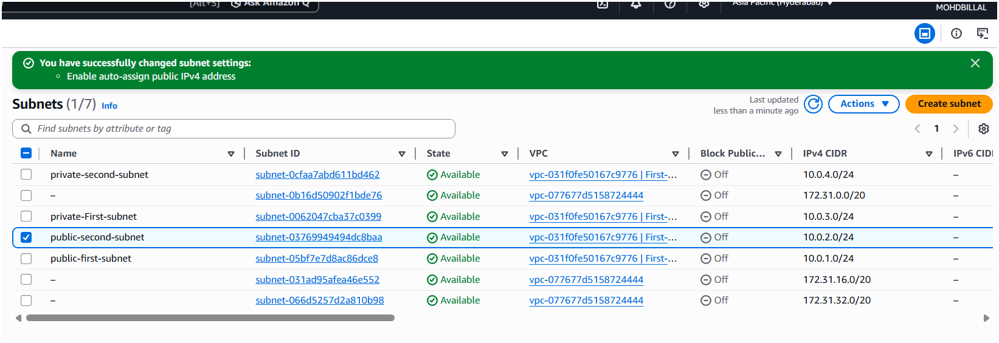 [Alt+S] Ask Amazon Q Asia Pacific (Hyderabad)
MOHDBILLAL
You have successfully changed subnet settings:
Enable auto-assign public IPv4 address
Subnets (1/7) Info
Last updated
less than a minute ago
Actions
Create subnet
Find subnets by attribute or tag
1
Name Subnet ID State VPC Block Public... IPv4 CIDR IPv6 CID
private-second-subnet subnet-0cfaa7abd611bd462 Available vpc-031f0fe50167c9776 | First-... Off 10.0.4.0/24 –
– subnet-0b16d50902f1bde76 Available vpc-077677d5158724444 Off 172.31.0.0/20 –
private-First-subnet subnet-0062047cba37c0399 Available vpc-031f0fe50167c9776 | First-... Off 10.0.3.0/24 –
public-second-subnet subnet-03769949494dc8baa Available vpc-031f0fe50167c9776 | First-... Off 10.0.2.0/24 –
public-first-subnet subnet-05bf7e7d8ac86dce8 Available vpc-031f0fe50167c9776 | First-... Off 10.0.1.0/24 –
– subnet-031ad95afea46e552 Available vpc-077677d5158724444 Off 172.31.16.0/20 –
– subnet-066d5257d2a810b98 Available vpc-077677d5158724444 Off 172.31.32.0/20 –